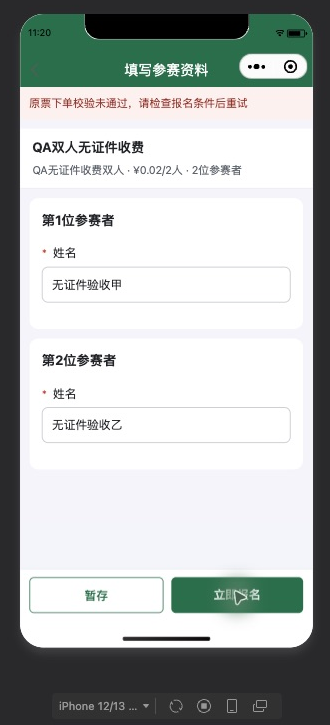 11:20
填写参赛资料
原票下单校验未通过，请检查报名条件后重试
QA双人无证件收费
QA无证件收费双人 · ¥0.02/2人 · 2位参赛者
第1位参赛者
* 姓名
无证件验收甲
第2位参赛者
* 姓名
无证件验收乙
暂存
立即报名
iPhone 12/13 ...